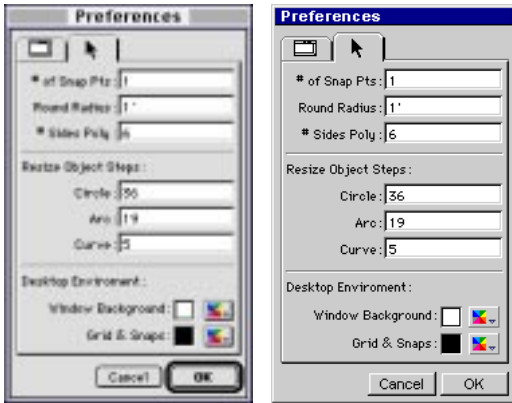 Preferences
# of Snap Pts: 1
Round Radius: 1'
# Sides Poly: 6
Resize Object Steps:
Circle: 36
Arc: 19
Curve: 5
Desktop Enviroment:
Window Background:
Grid & Snaps:
Cancel OK
Preferences
# of Snap Pts: 1
Round Radius: 1'
# Sides Poly: 6
Resize Object Steps:
Circle: 36
Arc: 19
Curve: 5
Desktop Enviroment:
Window Background:
Grid & Snaps:
Cancel OK